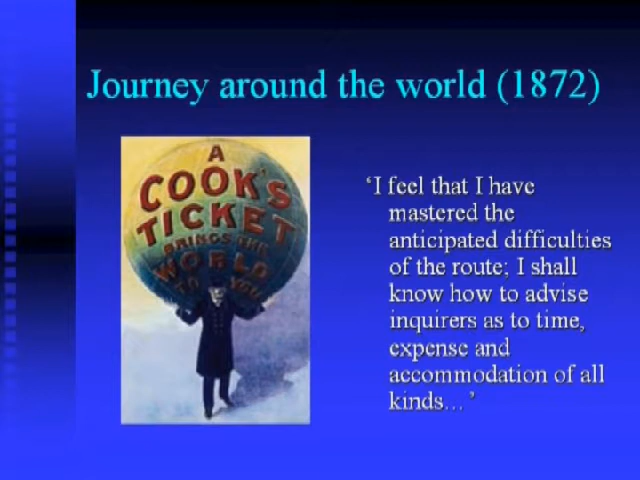 Journey around the world (1872)
A
COOK'S
TICKET
BRINGS THE
WORLD
TO YOU
‘I feel that I have
mastered the
anticipated difficulties
of the route; I shall
know how to advise
inquirers as to time,
expense and
accommodation of all
kinds…’